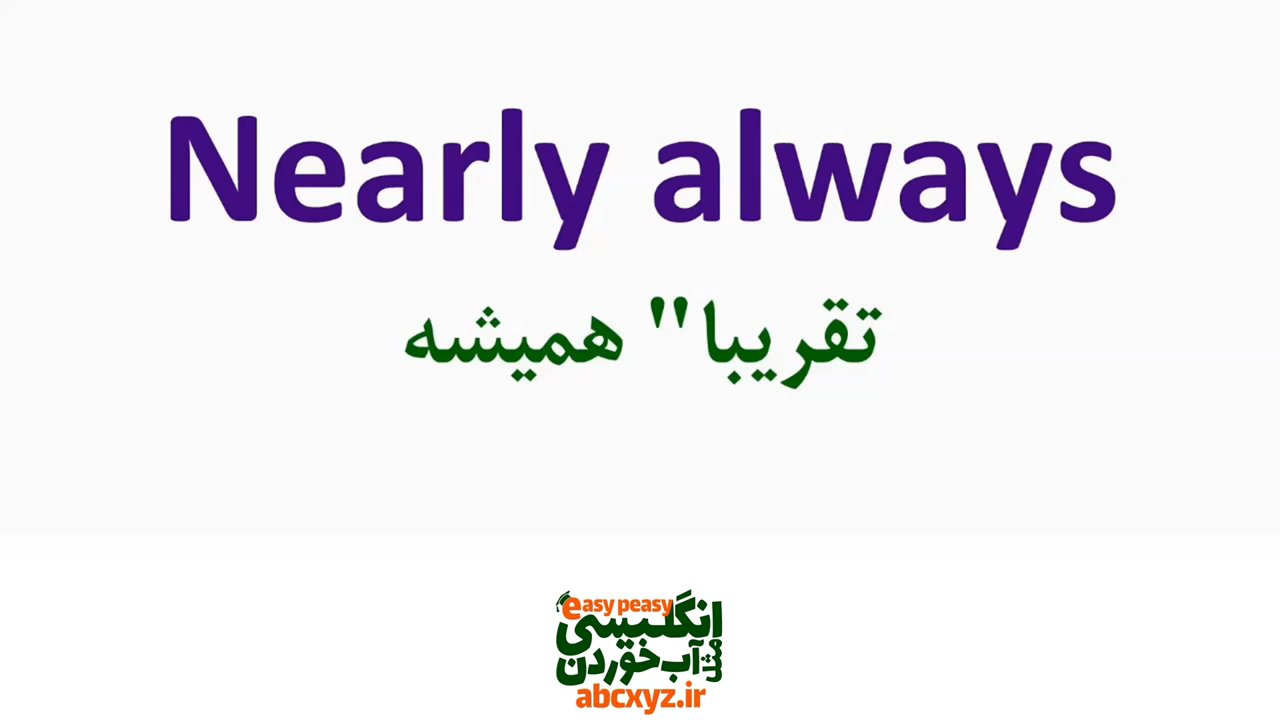 Nearly always
تقریبا" همیشه
easy peasy
انگلیسی
مثل آب خوردن
abcxyz.ir